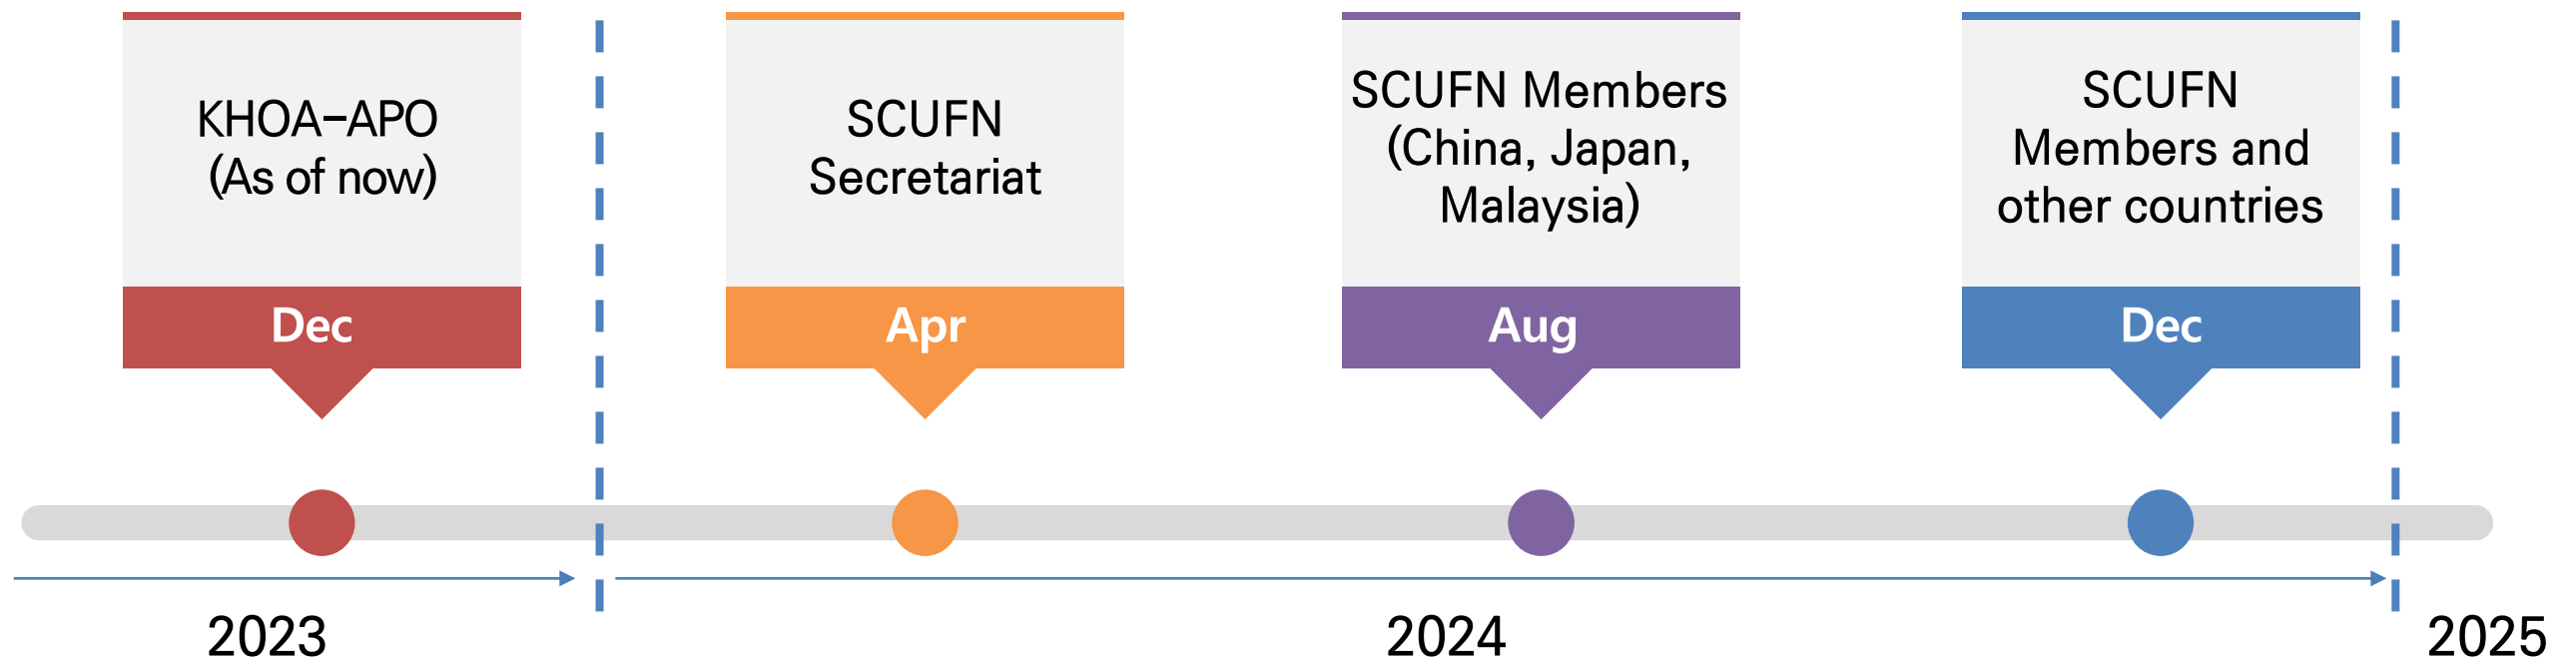 KHOA-APO
(As of now)
Dec
SCUFN
Secretariat
Apr
SCUFN Members
(China, Japan,
Malaysia)
Aug
SCUFN
Members and
other countries
Dec
2023
2024
2025